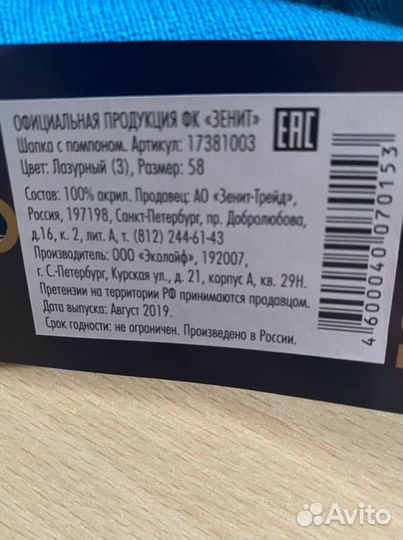 ОФИЦИАЛЬНАЯ ПРОДУКЦИЯ ФК «ЗЕНИТ»
Шапка с помпоном. Артикул: 17381003
Цвет: Лазурный (3), Размер: 58
EAC
Состав: 100% акрил. Продавец: АО «Зенит-Трейд»,
Россия, 197198, Санкт-Петербург, пр. Добролюбова,
д.16, к. 2, лит. А, т. (812) 244-61-43
Производитель: ООО «Эколайф», 192007,
г. С.-Петербург, Курская ул., д. 21, корпус А, кв. 29Н.
Претензии на территории РФ принимаются продавцом.
Дата выпуска: Август 2019.
Срок годности: не ограничен. Произведено в России.
4600040070153
Avito